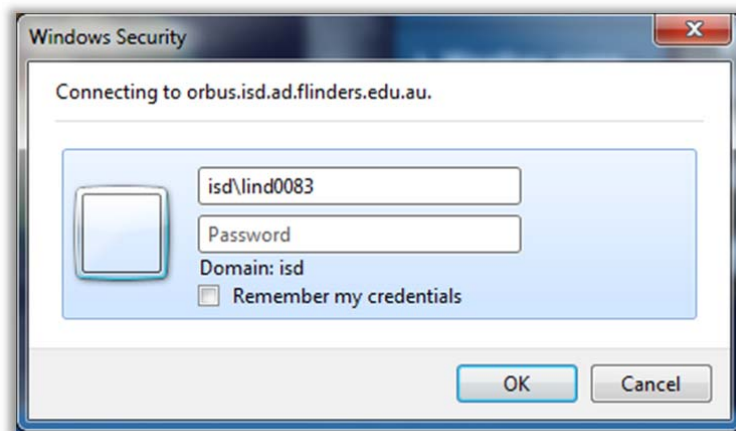 Windows Security
Connecting to orbus.isd.ad.flinders.edu.au.
isd\lind0083
Password
Domain: isd
Remember my credentials
OK
Cancel